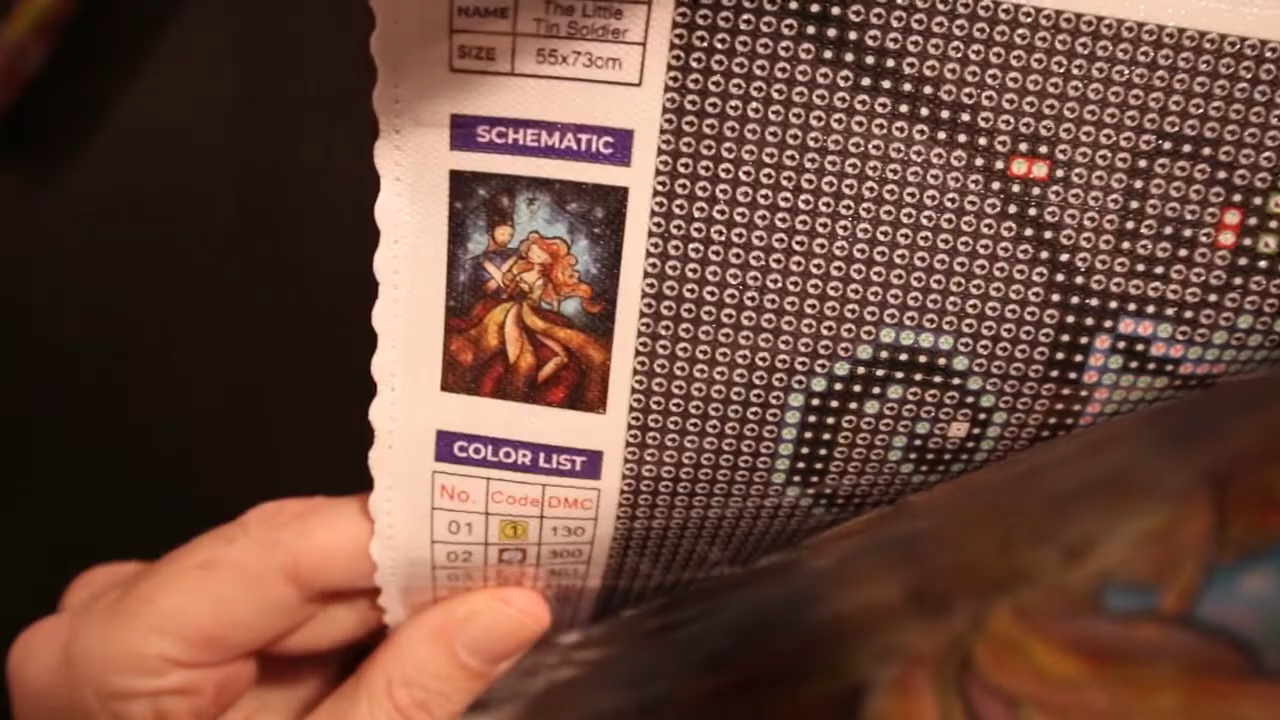 NAME The Little
Tin Soldier
SIZE 55x73cm
SCHEMATIC
COLOR LIST
No. Code DMC
01 1 130
02 300